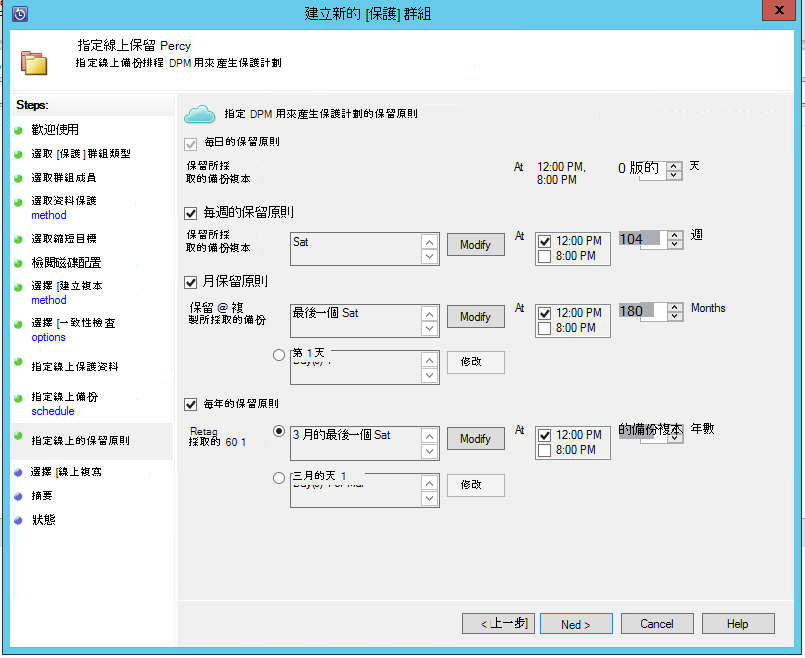 建立新的 [保護] 群組
x
指定線上保留 Percy
指定線上備份排程 DPM 用來產生保護計劃
Steps:
歡迎使用
選取 [保護] 群組類型
選取群組成員
選取資料保護
method
選取縮短目標
檢閱磁碟配置
選擇 [建立複本
method
選擇 [一致性檢查
options
指定線上保護資料
指定線上備份
schedule
指定線上的保留原則
選擇 [線上複寫
摘要
狀態
指定 DPM 用來產生保護計劃的保留原則
每日的保留原則
保留所採
取的備份複本
At
12:00 PM,
8:00 PM
0 版的
天
每週的保留原則
保留所採
取的備份複本
Sat
Modify
At
12:00 PM
8:00 PM
104
週
月保留原則
保留 @ 複
製所採取的備份
最後一個 Sat
Modify
At
12:00 PM
8:00 PM
180
Months
第 1 天
修改
每年的保留原則
Retag
採取的 60 1
3 月的最後一個 Sat
Modify
At
12:00 PM
8:00 PM
的備份複本
年數
三月的天 1
修改
< [上一步]
Ned >
Cancel
Help